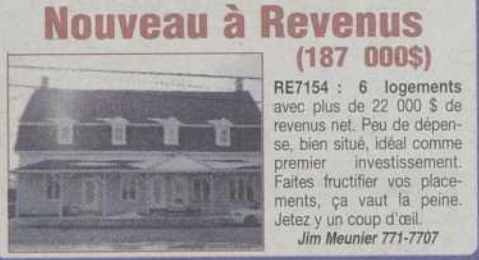 Nouveau à Revenus
(187 000$)
RE7154 : 6 logements
avec plus de 22 000 $ de
revenus net. Peu de dépen-
se, bien situé, idéal comme
premier investissement.
Faites fructifier vos place-
ments, ça vaut la peine.
Jetez y un coup d'œil.
Jim Meunier 771-7707